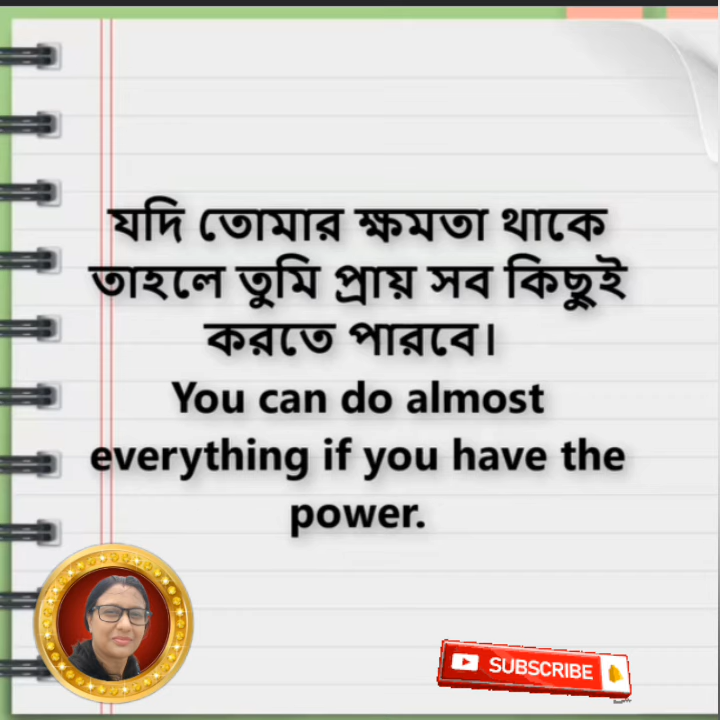 যদি তোমার ক্ষমতা থাকে
তাহলে তুমি প্রায় সব কিছুই
করতে পারবে।
You can do almost
everything if you have the
power.
SUBSCRIBE